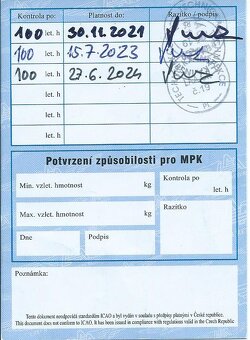 Kontrola po: Platnost do: Razítko / podpis
100 let. h 30.11.2021
100 let. h 15.7.2023
100 let. h 27.6.2024
let. h
let. h
Potvrzení způsobilosti pro MPK
Min. vzlet. hmotnost kg Kontrola po
let. h
Max. vzlet. hmotnost kg Razítko
Dne Podpis
Poznámka:
Tento dokument neodpovídá standardům ICAO a byl vydán v souladu s předpisy platnými v České republice.
This document does not conform to ICAO. It has been issued in compliance with regulations valid in the Czech Republic